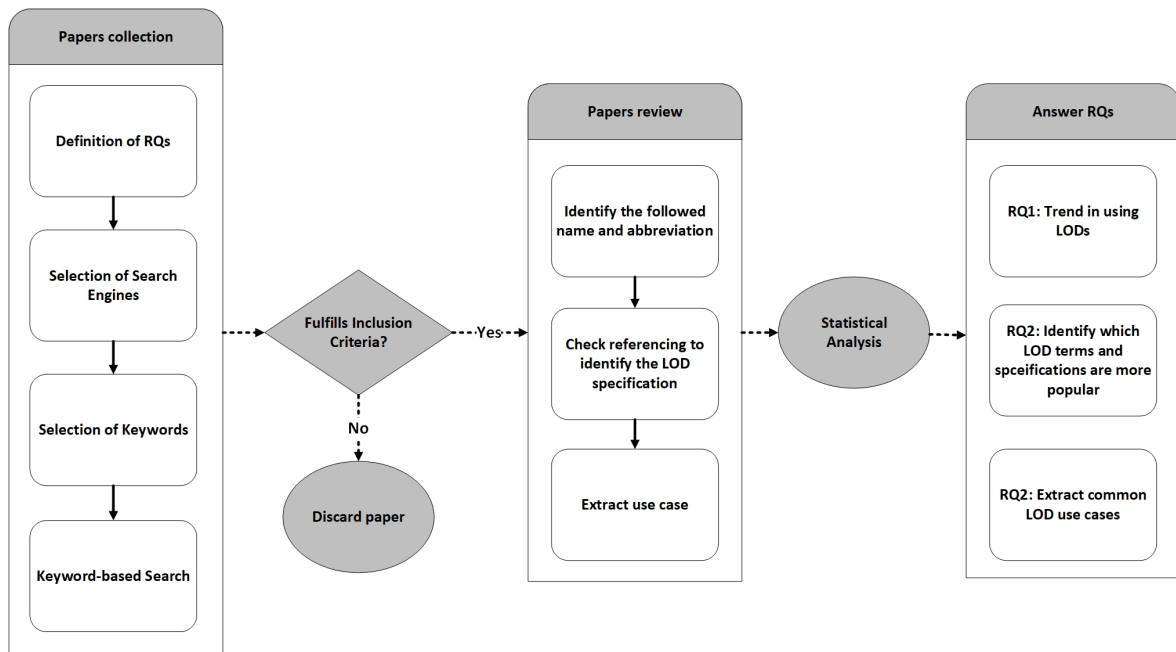 Papers collection
Definition of RQs
Selection of Search
Engines
Selection of Keywords
Keyword-based Search
Fulfills Inclusion
Criteria?
Yes
No
Discard paper
Papers review
Identify the followed
name and abbreviation
Check referencing to
identify the LOD
specification
Extract use case
Statistical
Analysis
Answer RQs
RQ1: Trend in using
LODs
RQ2: Identify which
LOD terms and
spceifications are more
popular
RQ2: Extract common
LOD use cases